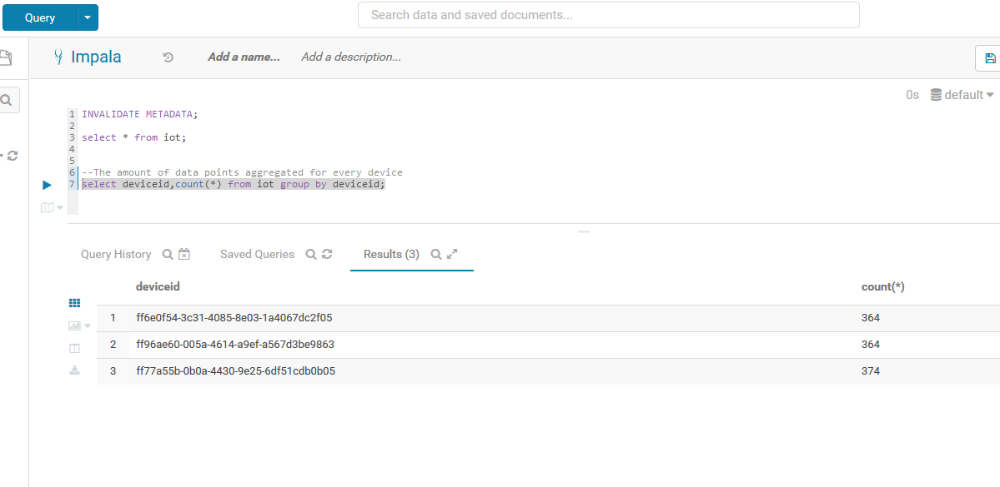 Query
Search data and saved documents...
Impala
Add a name...
Add a description...
0s
default
1 INVALIDATE METADATA;
2
3 select * from iot;
4
5
6 --The amount of data points aggregated for every device
7 select deviceid,count(*) from iot group by deviceid;
Query History
Saved Queries
Results (3)
deviceid count(*)
1 ff6e0f54-3c31-4085-8e03-1a4067dc2f05 364
2 ff96ae60-005a-4614-a9ef-a567d3be9863 364
3 ff77a55b-0b0a-4430-9e25-6df51cdb0b05 374